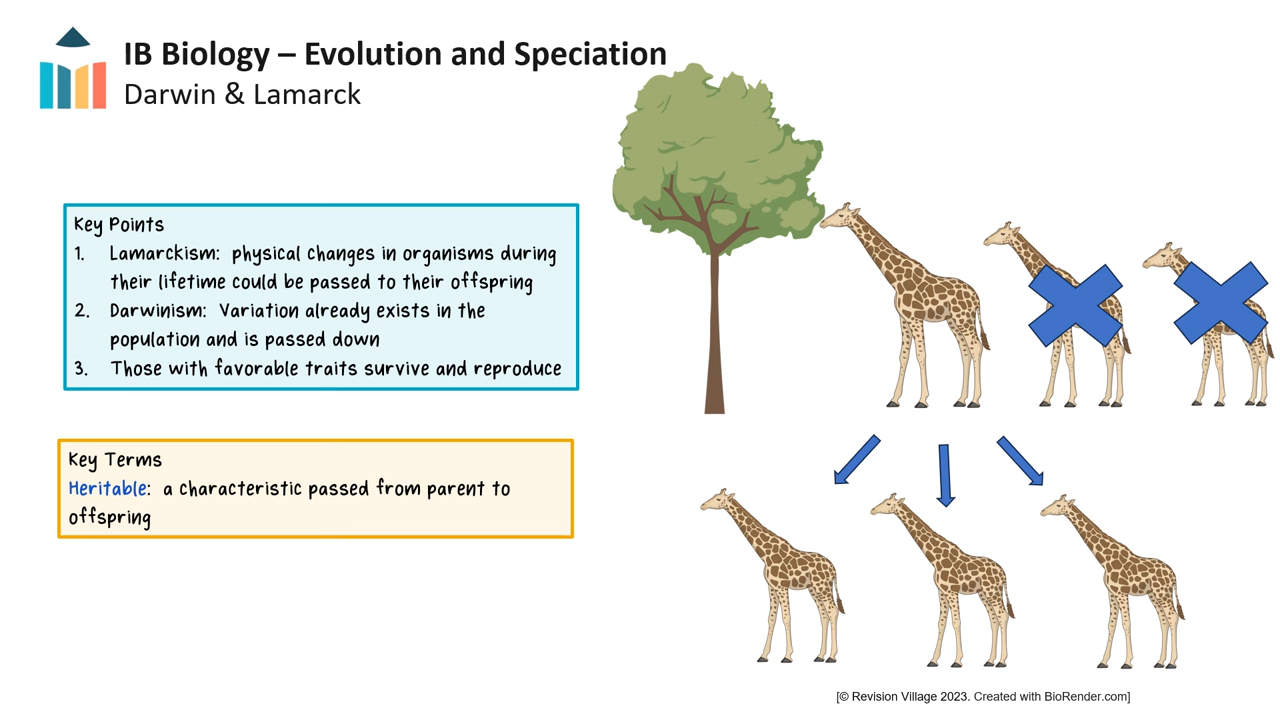 IB Biology – Evolution and Speciation
Darwin & Lamarck
Key Points
1. Lamarckism: physical changes in organisms during
their lifetime could be passed to their offspring
2. Darwinism: Variation already exists in the
population and is passed down
3. Those with favorable traits survive and reproduce
Key Terms
Heritable: a characteristic passed from parent to
offspring
[© Revision Village 2023. Created with BioRender.com]